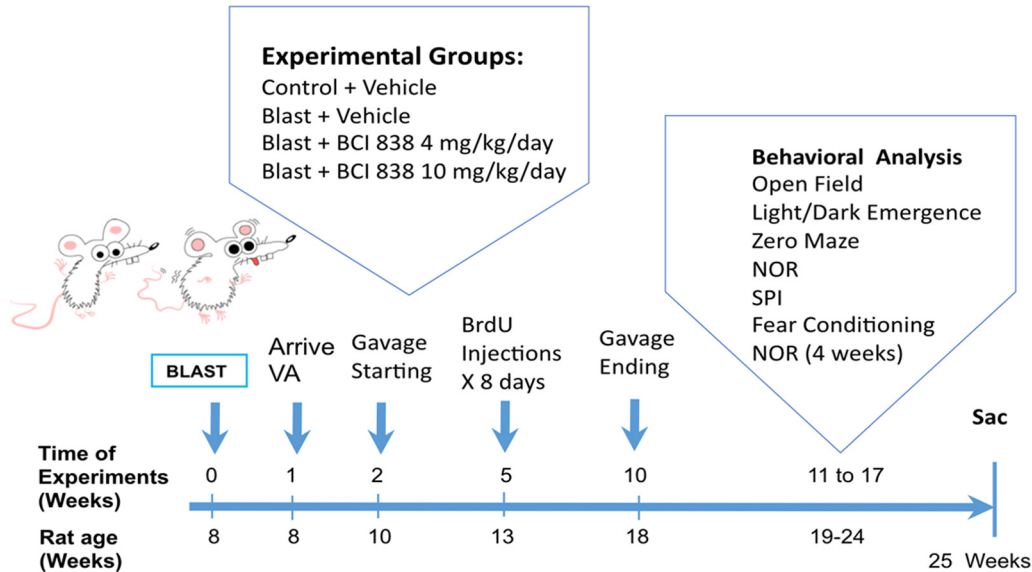 Experimental Groups:
Control + Vehicle
Blast + Vehicle
Blast + BCI 838 4 mg/kg/day
Blast + BCI 838 10 mg/kg/day
Behavioral Analysis
Open Field
Light/Dark Emergence
Zero Maze
NOR
SPI
Fear Conditioning
NOR (4 weeks)
BLAST
Arrive
VA
Gavage
Starting
BrdU
Injections
X 8 days
Gavage
Ending
Sac
Time of
Experiments
(Weeks)
0 1 2 5 10 11 to 17
Rat age
(Weeks)
8 8 10 13 18 19-24
25 Weeks